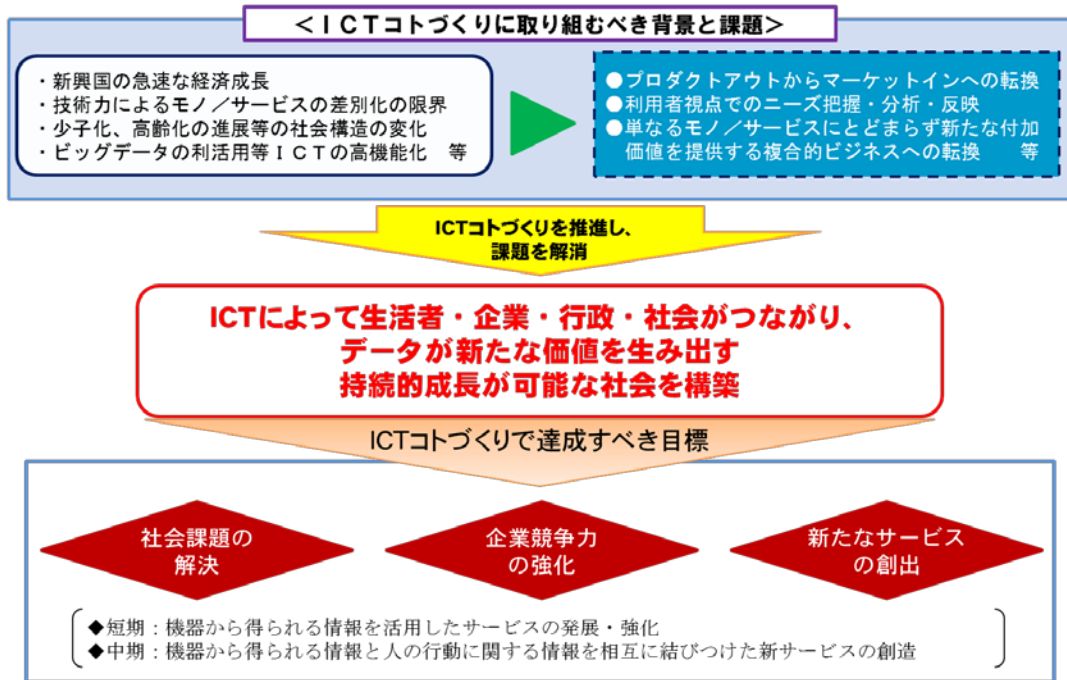 ＜ＩＣＴコトづくりに取り組むべき背景と課題＞
・新興国の急速な経済成長
・技術力によるモノ／サービスの差別化の限界
・少子化、高齢化の進展等の社会構造の変化
・ビッグデータの利活用等ＩＣＴの高機能化　等
●プロダクトアウトからマーケットインへの転換
●利用者視点でのニーズ把握・分析・反映
●単なるモノ／サービスにとどまらず新たな付加
価値を提供する複合的ビジネスへの転換　　等
ICTコトづくりを推進し、
課題を解消
ICTによって生活者・企業・行政・社会がつながり、
データが新たな価値を生み出す
持続的成長が可能な社会を構築
ICTコトづくりで達成すべき目標
社会課題の
解決
企業競争力
の強化
新たなサービス
の創出
◆短期：機器から得られる情報を活用したサービスの発展・強化
◆中期：機器から得られる情報と人の行動に関する情報を相互に結びつけた新サービスの創造